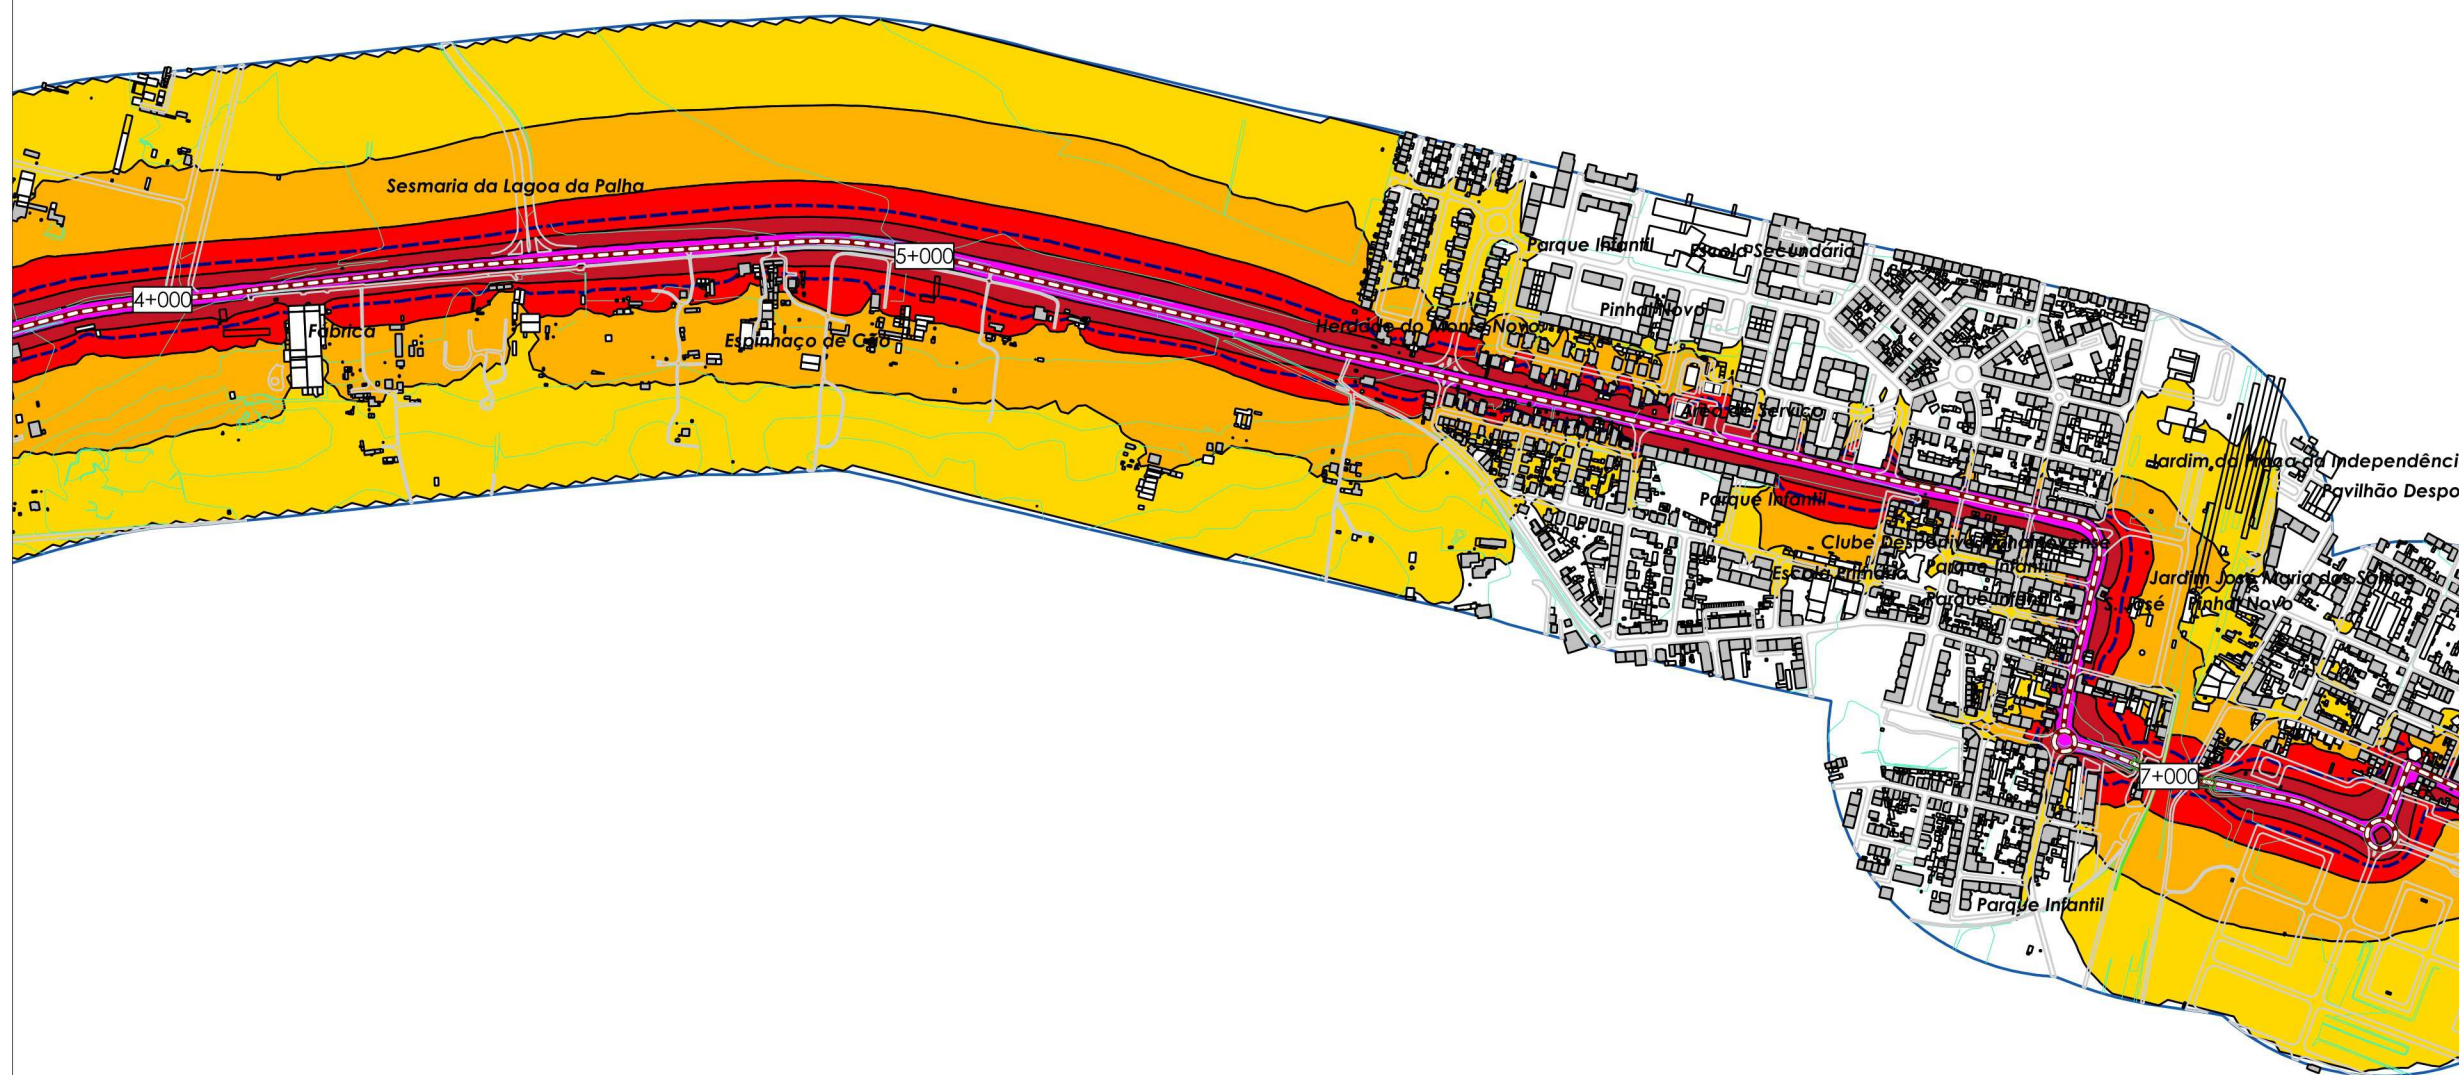 Sesmaria da Lagoa da Palha
Parque Infantil
Escola Secundária
5+000
4+000
Pinhal Novo
Herdade do Monte Novo
Fábrica
Espinhaço de Cão
Área de Serviço
Jardim da Praça da Independênci
Pavilhão Despo
Parque Infantil
Clube Desportivo Pinhalnovense
Parque Infantil
Escola Primária
Jardim José Maria dos Santos
Parque Infantil
S. José
Pinhal Novo
7+000
Parque Infantil